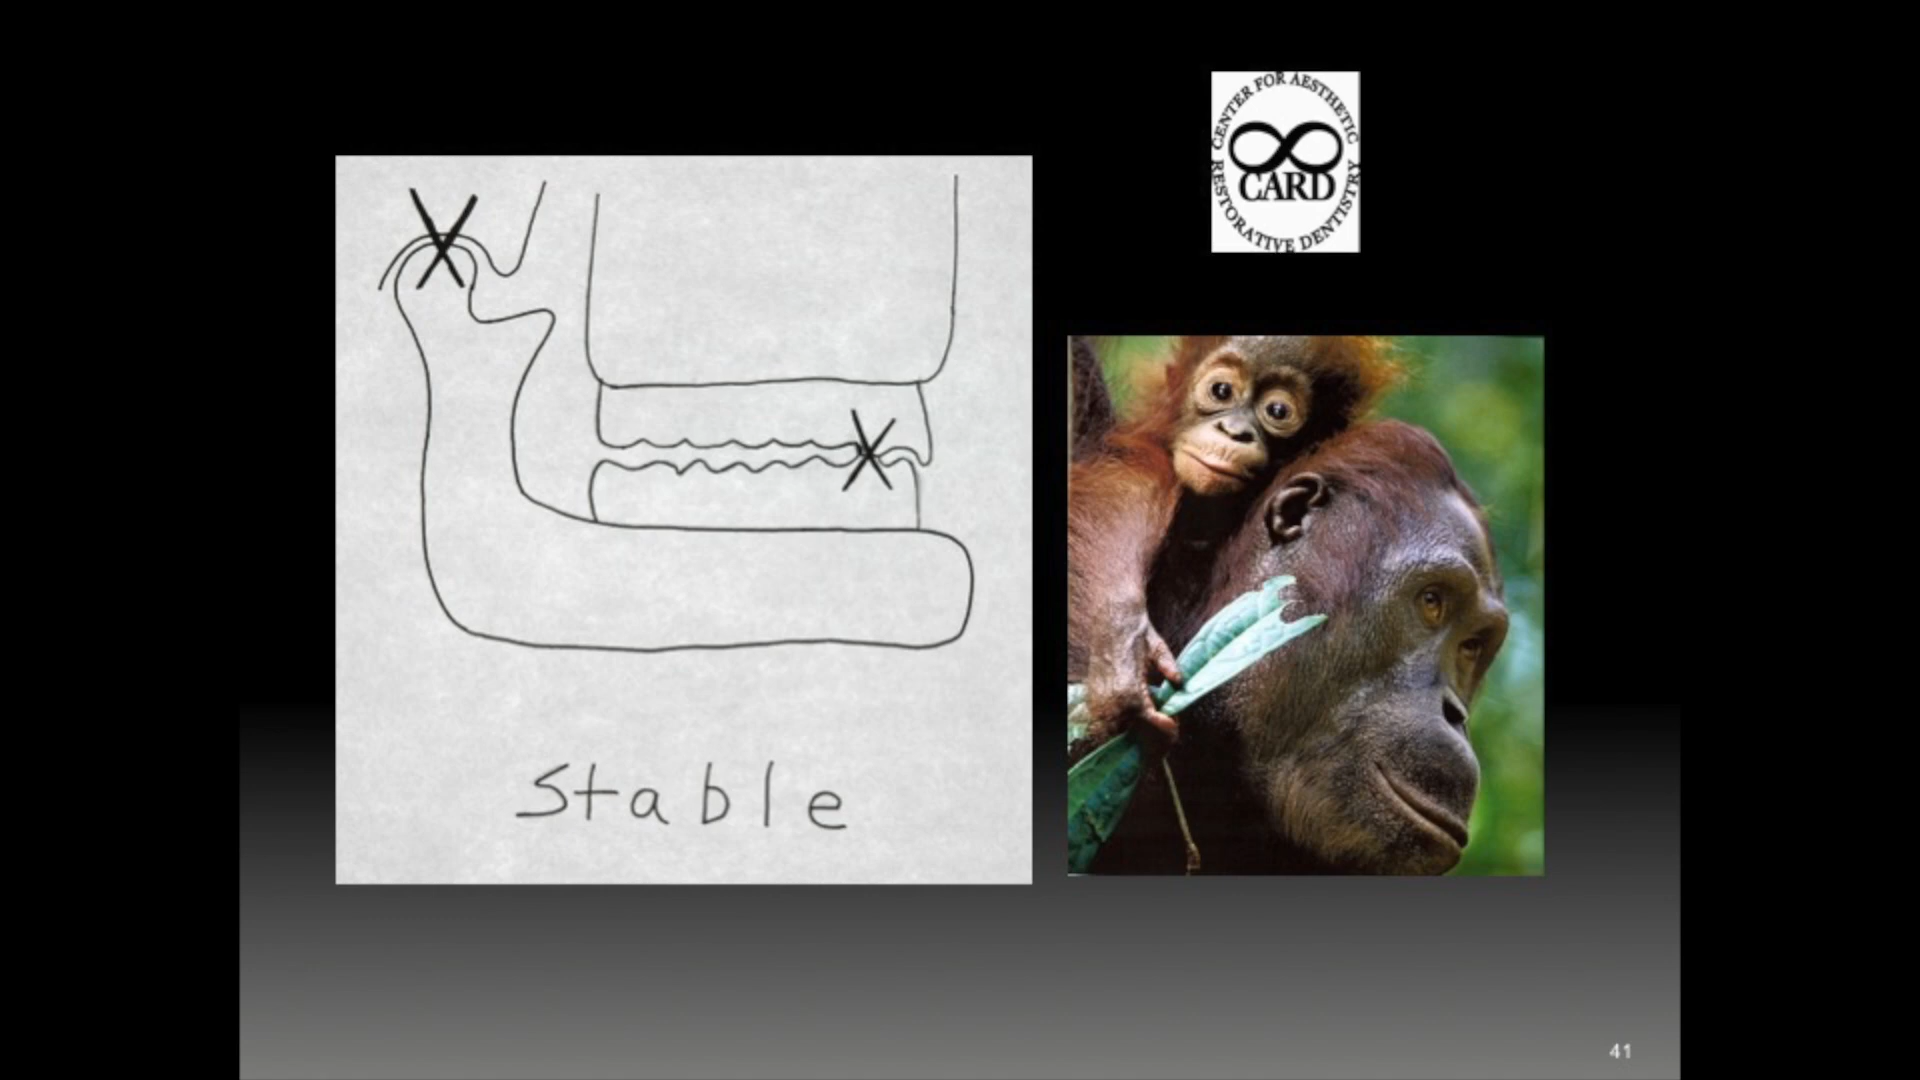 CENTER FOR AESTHETIC
CARD
RESTORATIVE DENTISTRY
Stable
41